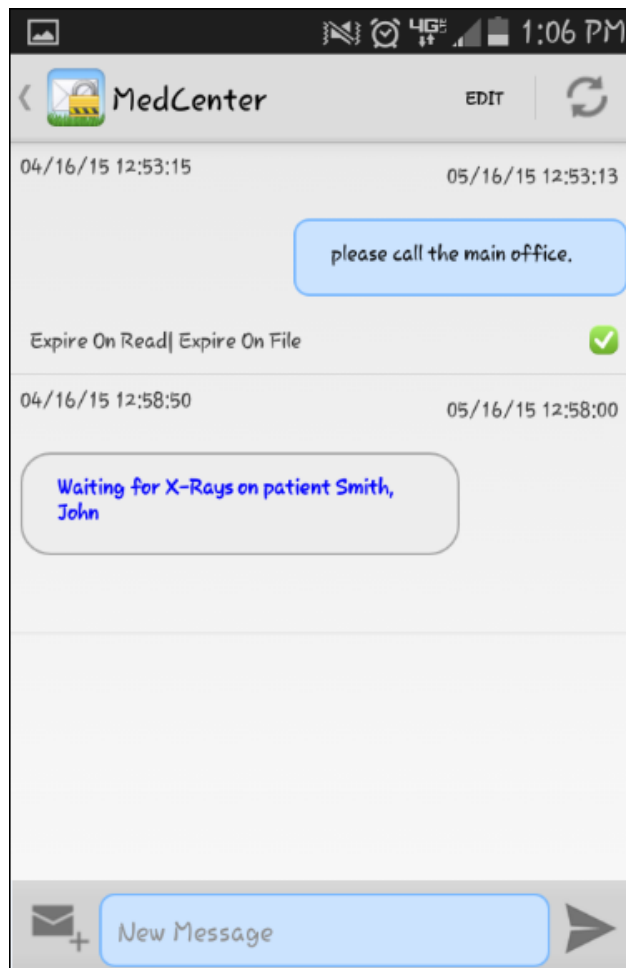 4G LTE 1:06 PM
MedCenter EDIT
04/16/15 12:53:15 05/16/15 12:53:13
please call the main office.
Expire On Read| Expire On File
04/16/15 12:58:50 05/16/15 12:58:00
Waiting for X-Rays on patient Smith,
John
New Message